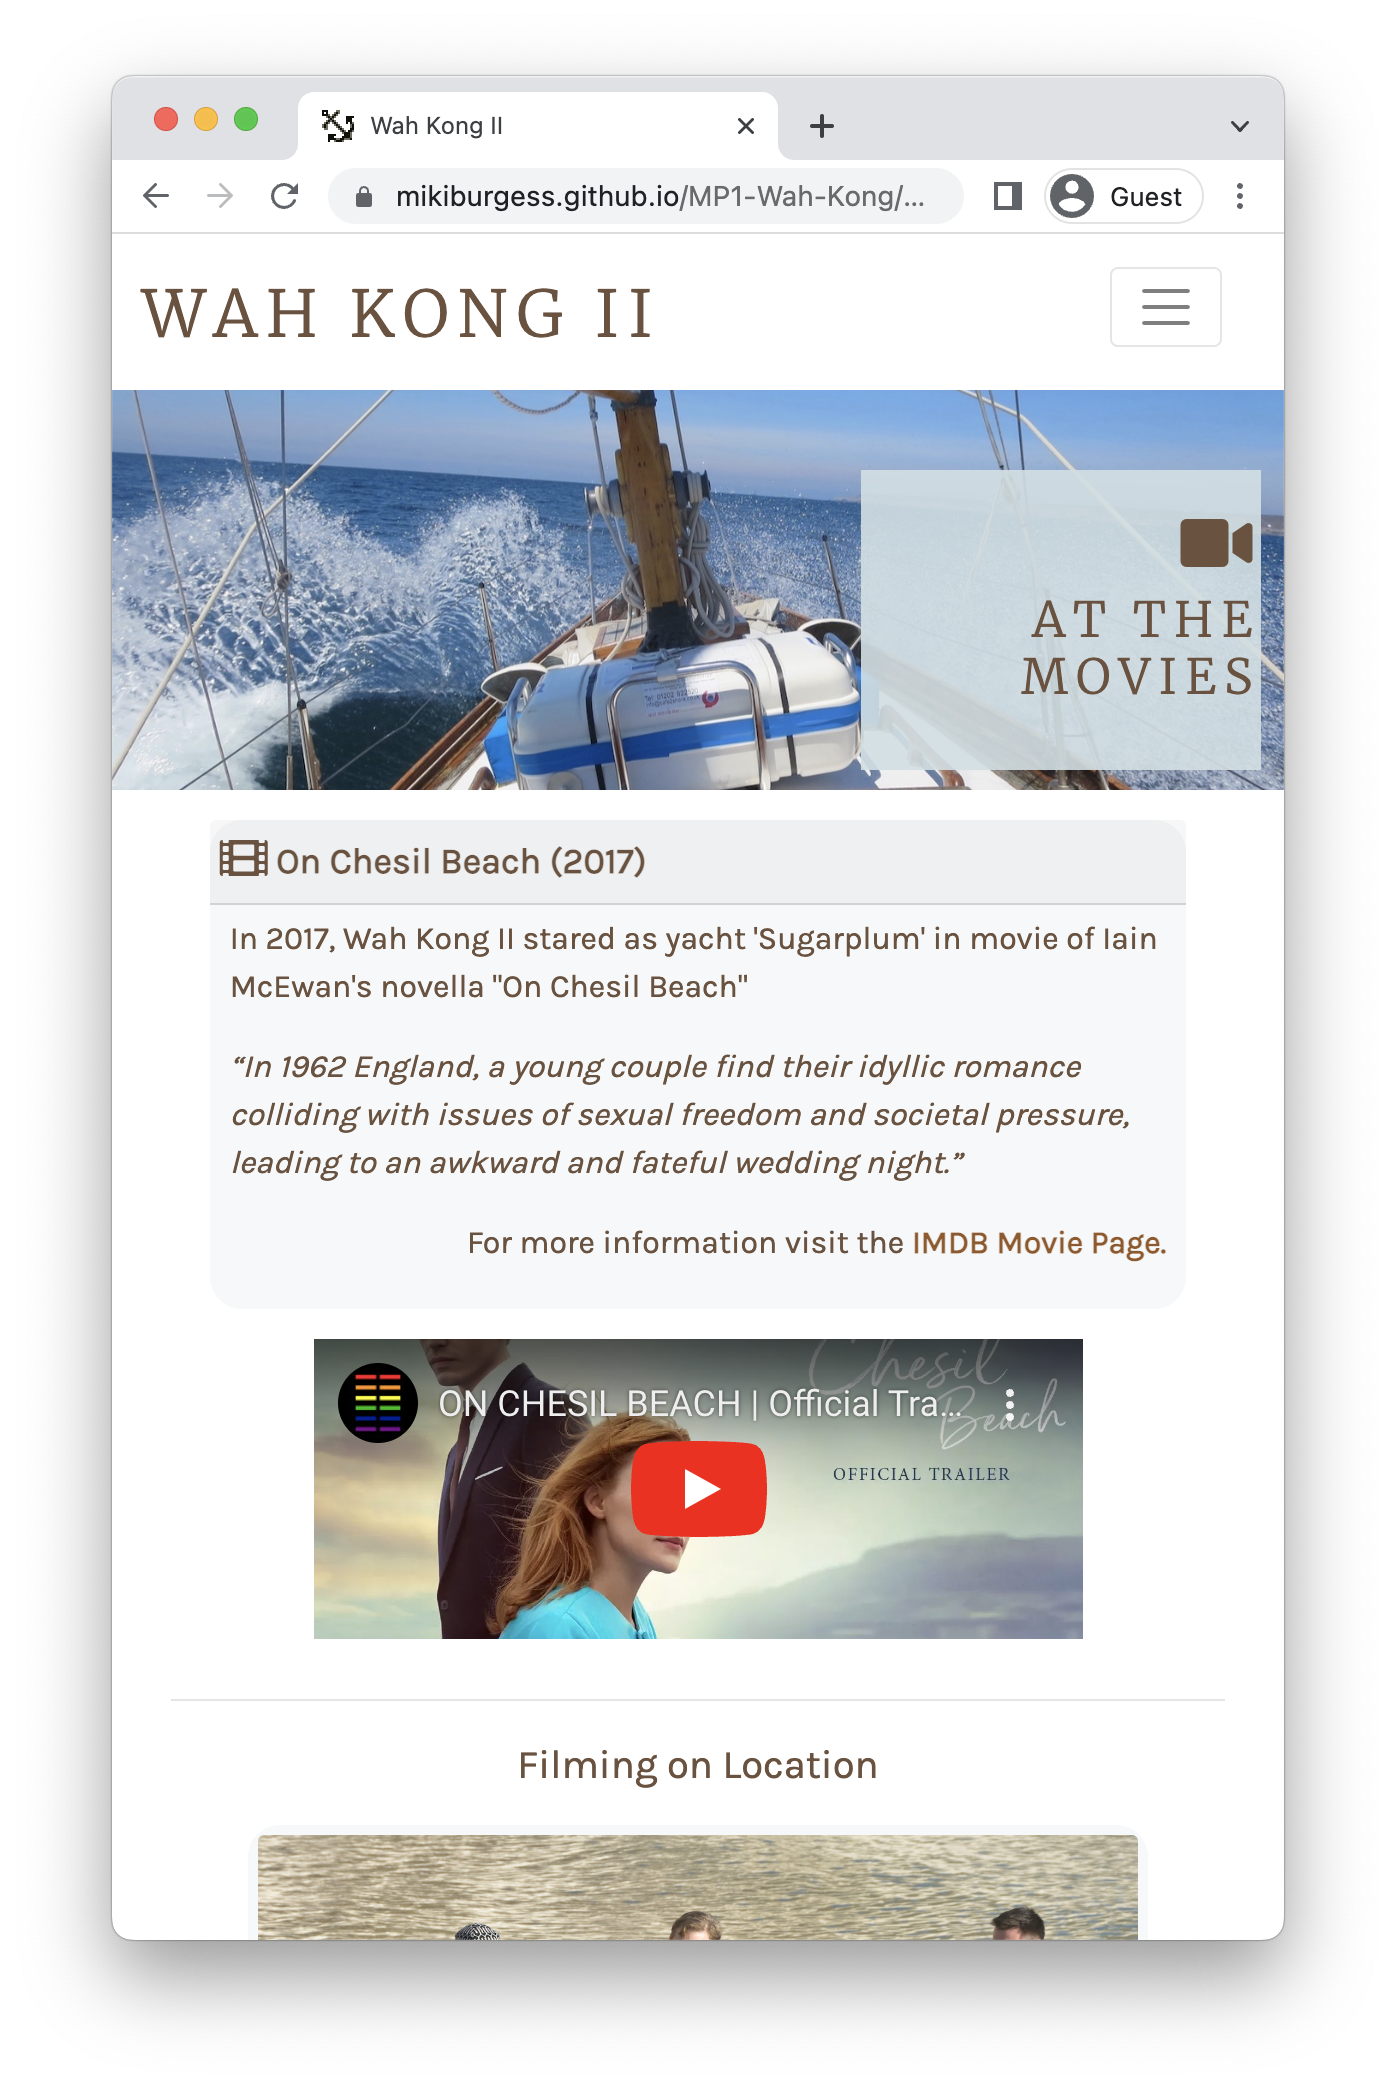 Wah Kong II
mikiburgess.github.io/MP1-Wah-Kong/...
Guest
WAH KONG II
AT THE
MOVIES
On Chesil Beach (2017)
In 2017, Wah Kong II stared as yacht 'Sugarplum' in movie of Iain
McEwan's novella "On Chesil Beach"
“In 1962 England, a young couple find their idyllic romance
colliding with issues of sexual freedom and societal pressure,
leading to an awkward and fateful wedding night.”
For more information visit the IMDB Movie Page.
Chesil
Beach
ON CHESIL BEACH | Official Tra...
OFFICIAL TRAILER
Filming on Location